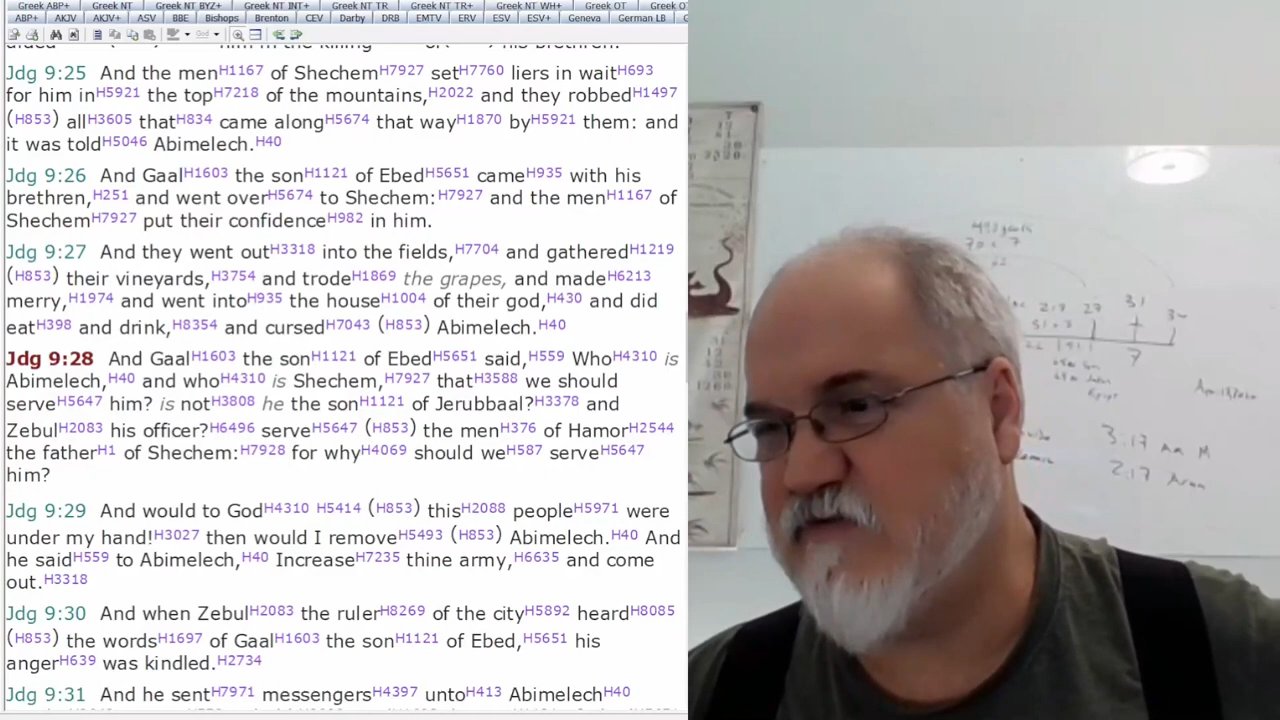 Greek ABP+ Greek NT Greek NT BYZ+ Greek NT INT+ Greek NT TR Greek NT TR+ Greek NT WH+ Greek OT Greek
ABP+ AKJV AKJV+ ASV BBE Bishops Brenton CEV Darby DRB EMTV ERV ESV ESV+ Geneva German LB
him in the killing his brethren.
Jdg 9:25 And the menH1167 of ShechemH7927 setH7760 liers in waitH693
for him inH5921 the topH7218 of the mountains,H2022 and they robbedH1497
(H853) allH3605 thatH834 came alongH5674 that wayH1870 byH5921 them: and
it was toldH5046 Abimelech.H40
Jdg 9:26 And GaalH1603 the sonH1121 of EbedH5651 cameH935 with his
brethren,H251 and went overH5674 to Shechem:H7927 and the menH1167 of
ShechemH7927 put their confidenceH982 in him.
Jdg 9:27 And they went outH3318 into the fields,H7704 and gatheredH1219
(H853) their vineyards,H3754 and trodeH1869 the grapes, and madeH6213
merry,H1974 and went intoH935 the houseH1004 of their god,H430 and did
eatH398 and drink,H8354 and cursedH7043 (H853) Abimelech.H40
Jdg 9:28 And GaalH1603 the sonH1121 of EbedH5651 said,H559 WhoH4310 is
Abimelech,H40 and whoH4310 is Shechem,H7927 thatH3588 we should
serveH5647 him? is notH3808 he the sonH1121 of Jerubbaal?H3378 and
ZebulH2083 his officer?H6496 serveH5647 (H853) the menH376 of HamorH2544
the fatherH1 of Shechem:H7928 for whyH4069 should weH587 serveH5647
him?
Jdg 9:29 And would to GodH4310 H5414 (H853) thisH2088 peopleH5971 were
under my hand!H3027 then would I removeH5493 (H853) Abimelech.H40 And
he saidH559 to Abimelech,H40 IncreaseH7235 thine army,H6635 and come
out.H3318
Jdg 9:30 And when ZebulH2083 the rulerH8269 of the cityH5892 heardH8085
(H853) the wordsH1697 of GaalH1603 the sonH1121 of Ebed,H5651 his
angerH639 was kindled.H2734
Jdg 9:31 And he sentH7971 messengersH4397 untoH413 AbimelechH40
70 x 7
217 27 31
7
3:17 AM M
2:17